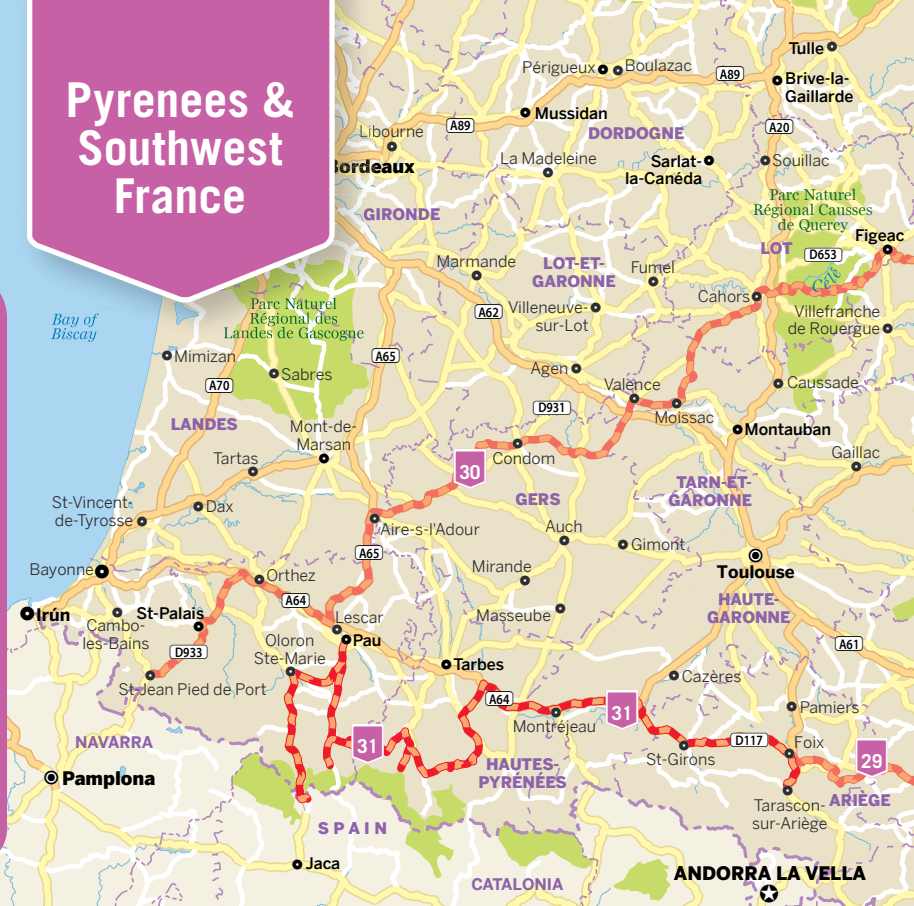 Pyrenees &
Southwest
France
Tulle
Périgueux
Boulazac
A89
Brive-la-
Gaillarde
Mussidan
A89
Libourne
DORDOGNE
A20
Bordeaux
La Madeleine
Sarlat-
la-Canéda
Souillac
Parc Naturel
Régional Causses
de Quercy
GIRONDE
Figeac
LOT
D653
Célé
Marmande
LOT-ET-
GARONNE
Fumel
Cahors
Bay of
Biscay
Parc Naturel
Régional des
Landes de Gascogne
A62
Villeneuve-
sur-Lot
Villefranche
de Rouergue
Mimizan
A65
Sabres
A70
Agen
Valence
Caussade
D931
Moissac
LANDES
Mont-de-
Marsan
Montauban
Tartas
30
Condom
Gaillac
GERS
TARN-ET-
GARONNE
St-Vincent-
de-Tyrosse
Dax
Aire-s-l'Adour
Auch
Gimont
A65
Toulouse
Bayonne
Orthez
Mirande
A64
Masseube
HAUTE-
GARONNE
Irún
Cambo-
les-Bains
St-Palais
Lescar
Pau
A61
D933
Oloron
Ste-Marie
Tarbes
Cazères
St-Jean Pied de Port
A64
Montréjeau
31
Pamiers
NAVARRA
31
St-Girons
D117
Foix
29
Pamplona
HAUTES-
PYRÉNÉES
Tarascon-
sur-Ariège
ARIÈGE
SPAIN
Jaca
CATALONIA
ANDORRA LA VELLA